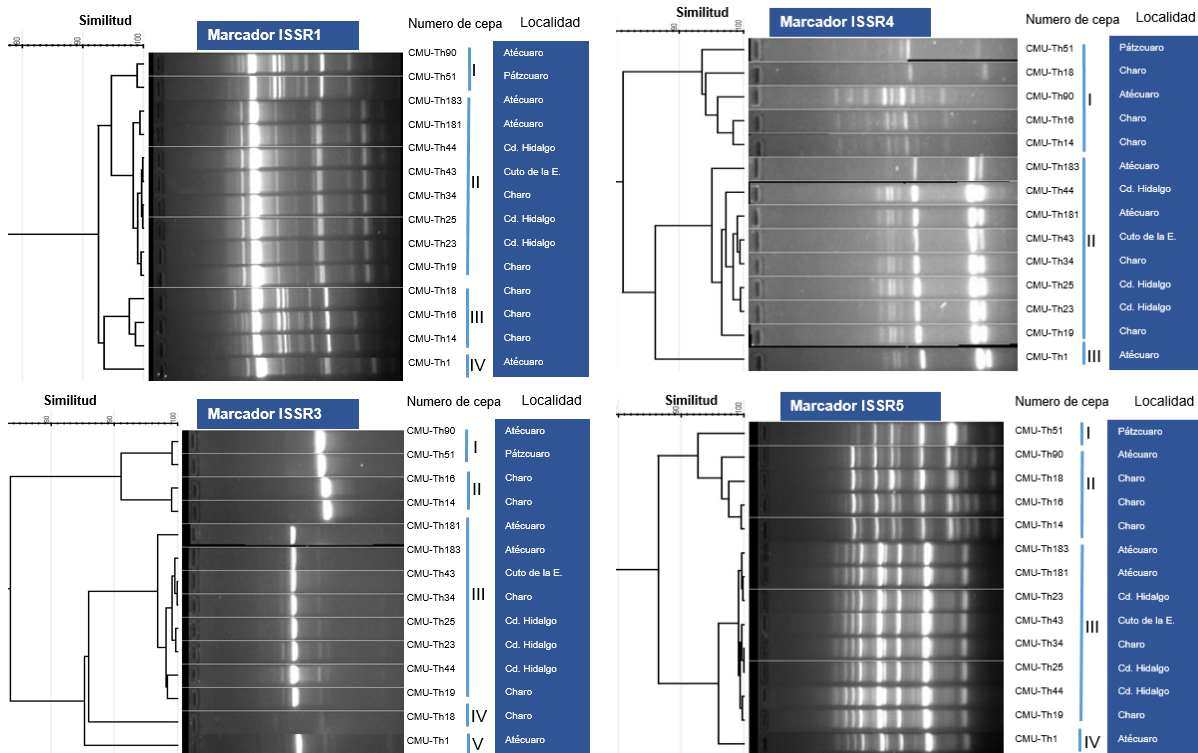 Similitud
Marcador ISSR1
Numero de cepa Localidad
80 90 100
CMU-Th90 Atécuaro
I
CMU-Th51 Pátzcuaro
CMU-Th183 Atécuaro
CMU-Th181 Atécuaro
CMU-Th44 Cd. Hidalgo
CMU-Th43 Cuto de la E.
II
CMU-Th34 Charo
CMU-Th25 Cd. Hidalgo
CMU-Th23 Cd. Hidalgo
CMU-Th19 Charo
CMU-Th18 Charo
CMU-Th16 III Charo
CMU-Th14 Charo
CMU-Th1 IV Atécuaro
Similitud
Marcador ISSR4
Numero de cepa Localidad
90 100
CMU-Th51 Pátzcuaro
CMU-Th18 Charo
CMU-Th90 I Atécuaro
CMU-Th16 Charo
CMU-Th14 Charo
CMU-Th183 Atécuaro
CMU-Th44 Cd. Hidalgo
CMU-Th181 Atécuaro
CMU-Th43 II Cuto de la E.
CMU-Th34 Charo
CMU-Th25 Cd. Hidalgo
CMU-Th23 Cd. Hidalgo
CMU-Th19 Charo
CMU-Th1 III Atécuaro
Similitud
Marcador ISSR3
Numero de cepa Localidad
80 90 100
CMU-Th90 Atécuaro
I
CMU-Th51 Pátzcuaro
CMU-Th16 Charo
II
CMU-Th14 Charo
CMU-Th181 Atécuaro
CMU-Th183 Atécuaro
CMU-Th43 Cuto de la E.
CMU-Th34 III Charo
CMU-Th25 Cd. Hidalgo
CMU-Th23 Cd. Hidalgo
CMU-Th44 Cd. Hidalgo
CMU-Th19 Charo
CMU-Th18 IV Charo
CMU-Th1 V Atécuaro
Similitud
Marcador ISSR5
Numero de cepa Localidad
90 100
CMU-Th51 I Pátzcuaro
CMU-Th90 Atécuaro
CMU-Th18 II Charo
CMU-Th16 Charo
CMU-Th14 Charo
CMU-Th183 Atécuaro
CMU-Th181 Atécuaro
CMU-Th23 Cd. Hidalgo
CMU-Th43 III Cuto de la E.
CMU-Th34 Charo
CMU-Th25 Cd. Hidalgo
CMU-Th44 Cd. Hidalgo
CMU-Th19 Charo
CMU-Th1 IV Atécuaro